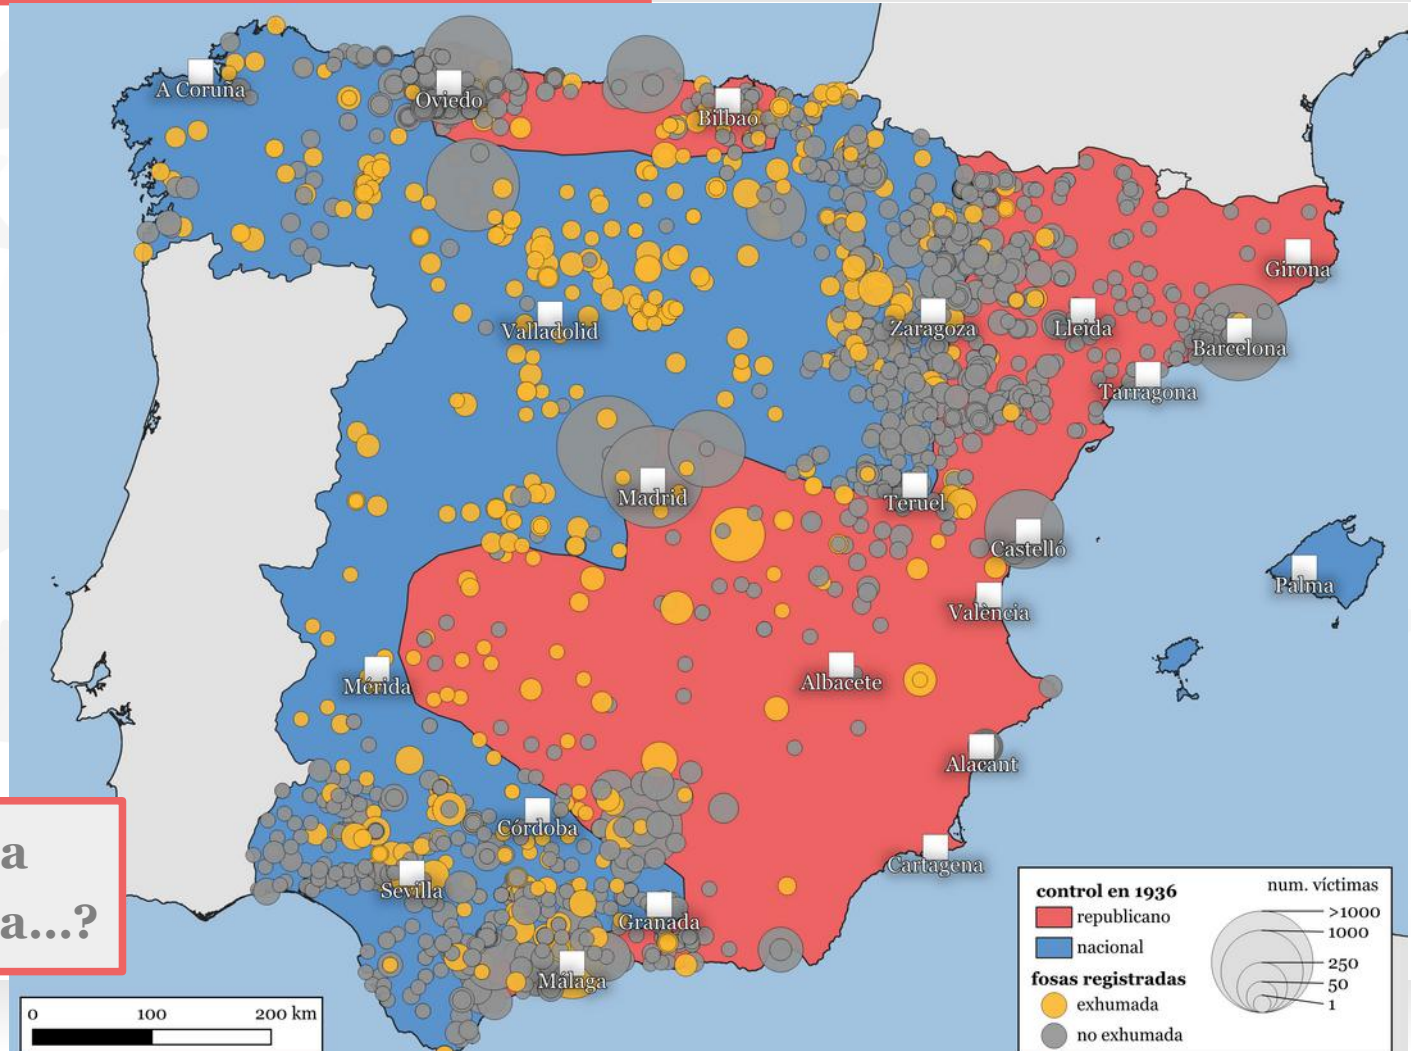 A Coruña
Oviedo
Bilbao
Girona
Valladolid
Zaragoza
Lleida
Barcelona
Tarragona
Madrid
Teruel
Castelló
Palma
València
Mérida
Albacete
Alacant
Córdoba
Cartagena
Sevilla
Granada
Málaga
a
a...?
0 100 200 km
control en 1936
republicano
nacional
fosas registradas
exhumada
no exhumada
num. víctimas
>1000
1000
250
50
1